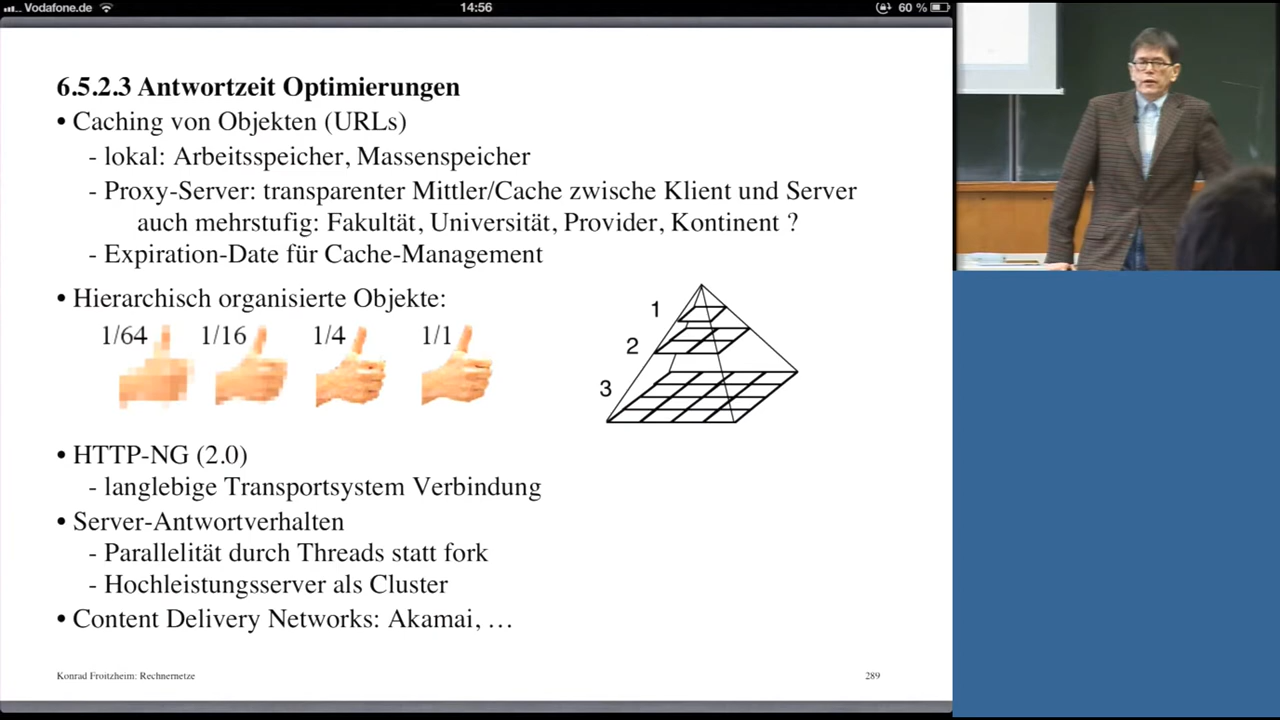 Vodafone.de
14:56
60 %
6.5.2.3 Antwortzeit Optimierungen
• Caching von Objekten (URLs)
- lokal: Arbeitsspeicher, Massenspeicher
- Proxy-Server: transparenter Mittler/Cache zwische Klient und Server
auch mehrstufig: Fakultät, Universität, Provider, Kontinent ?
- Expiration-Date für Cache-Management
• Hierarchisch organisierte Objekte:
1/64 1/16 1/4 1/1
1
2
3
• HTTP-NG (2.0)
- langlebige Transportsystem Verbindung
• Server-Antwortverhalten
- Parallelität durch Threads statt fork
- Hochleistungsserver als Cluster
• Content Delivery Networks: Akamai, …
Konrad Froitzheim: Rechnernetze
289